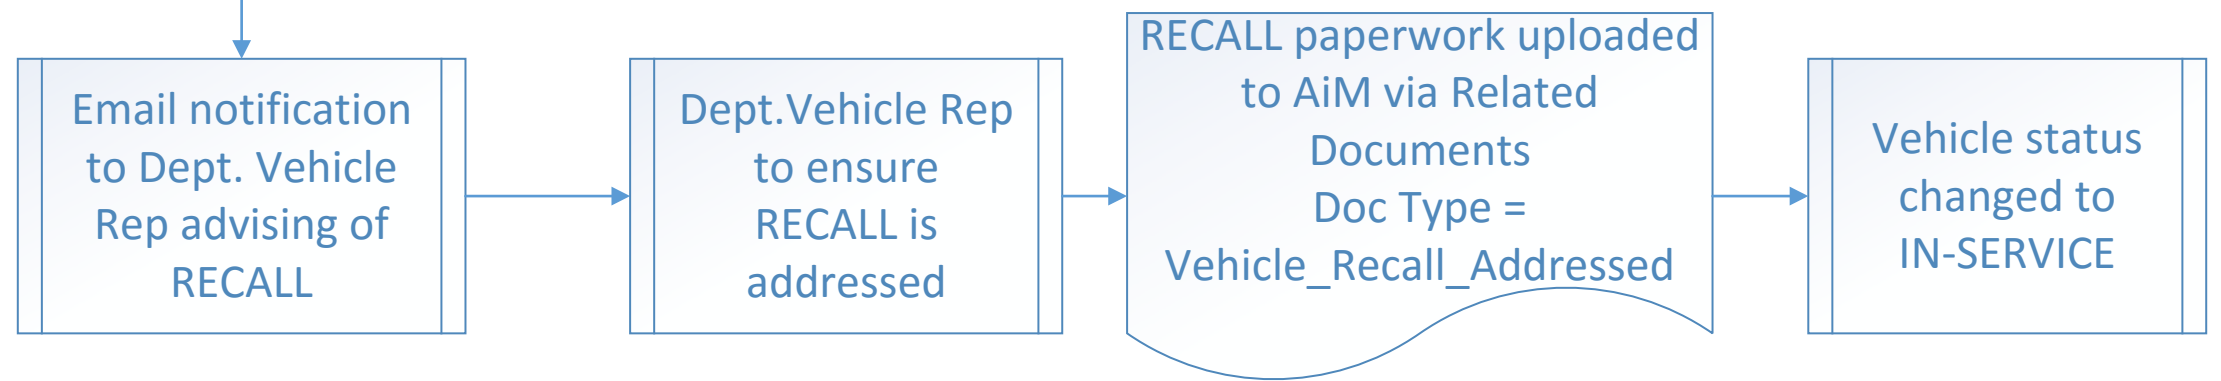 Email notification
to Dept. Vehicle
Rep advising of
RECALL
Dept.Vehicle Rep
to ensure
RECALL is
addressed
RECALL paperwork uploaded
to AiM via Related
Documents
Doc Type =
Vehicle_Recall_Addressed
Vehicle status
changed to
IN-SERVICE